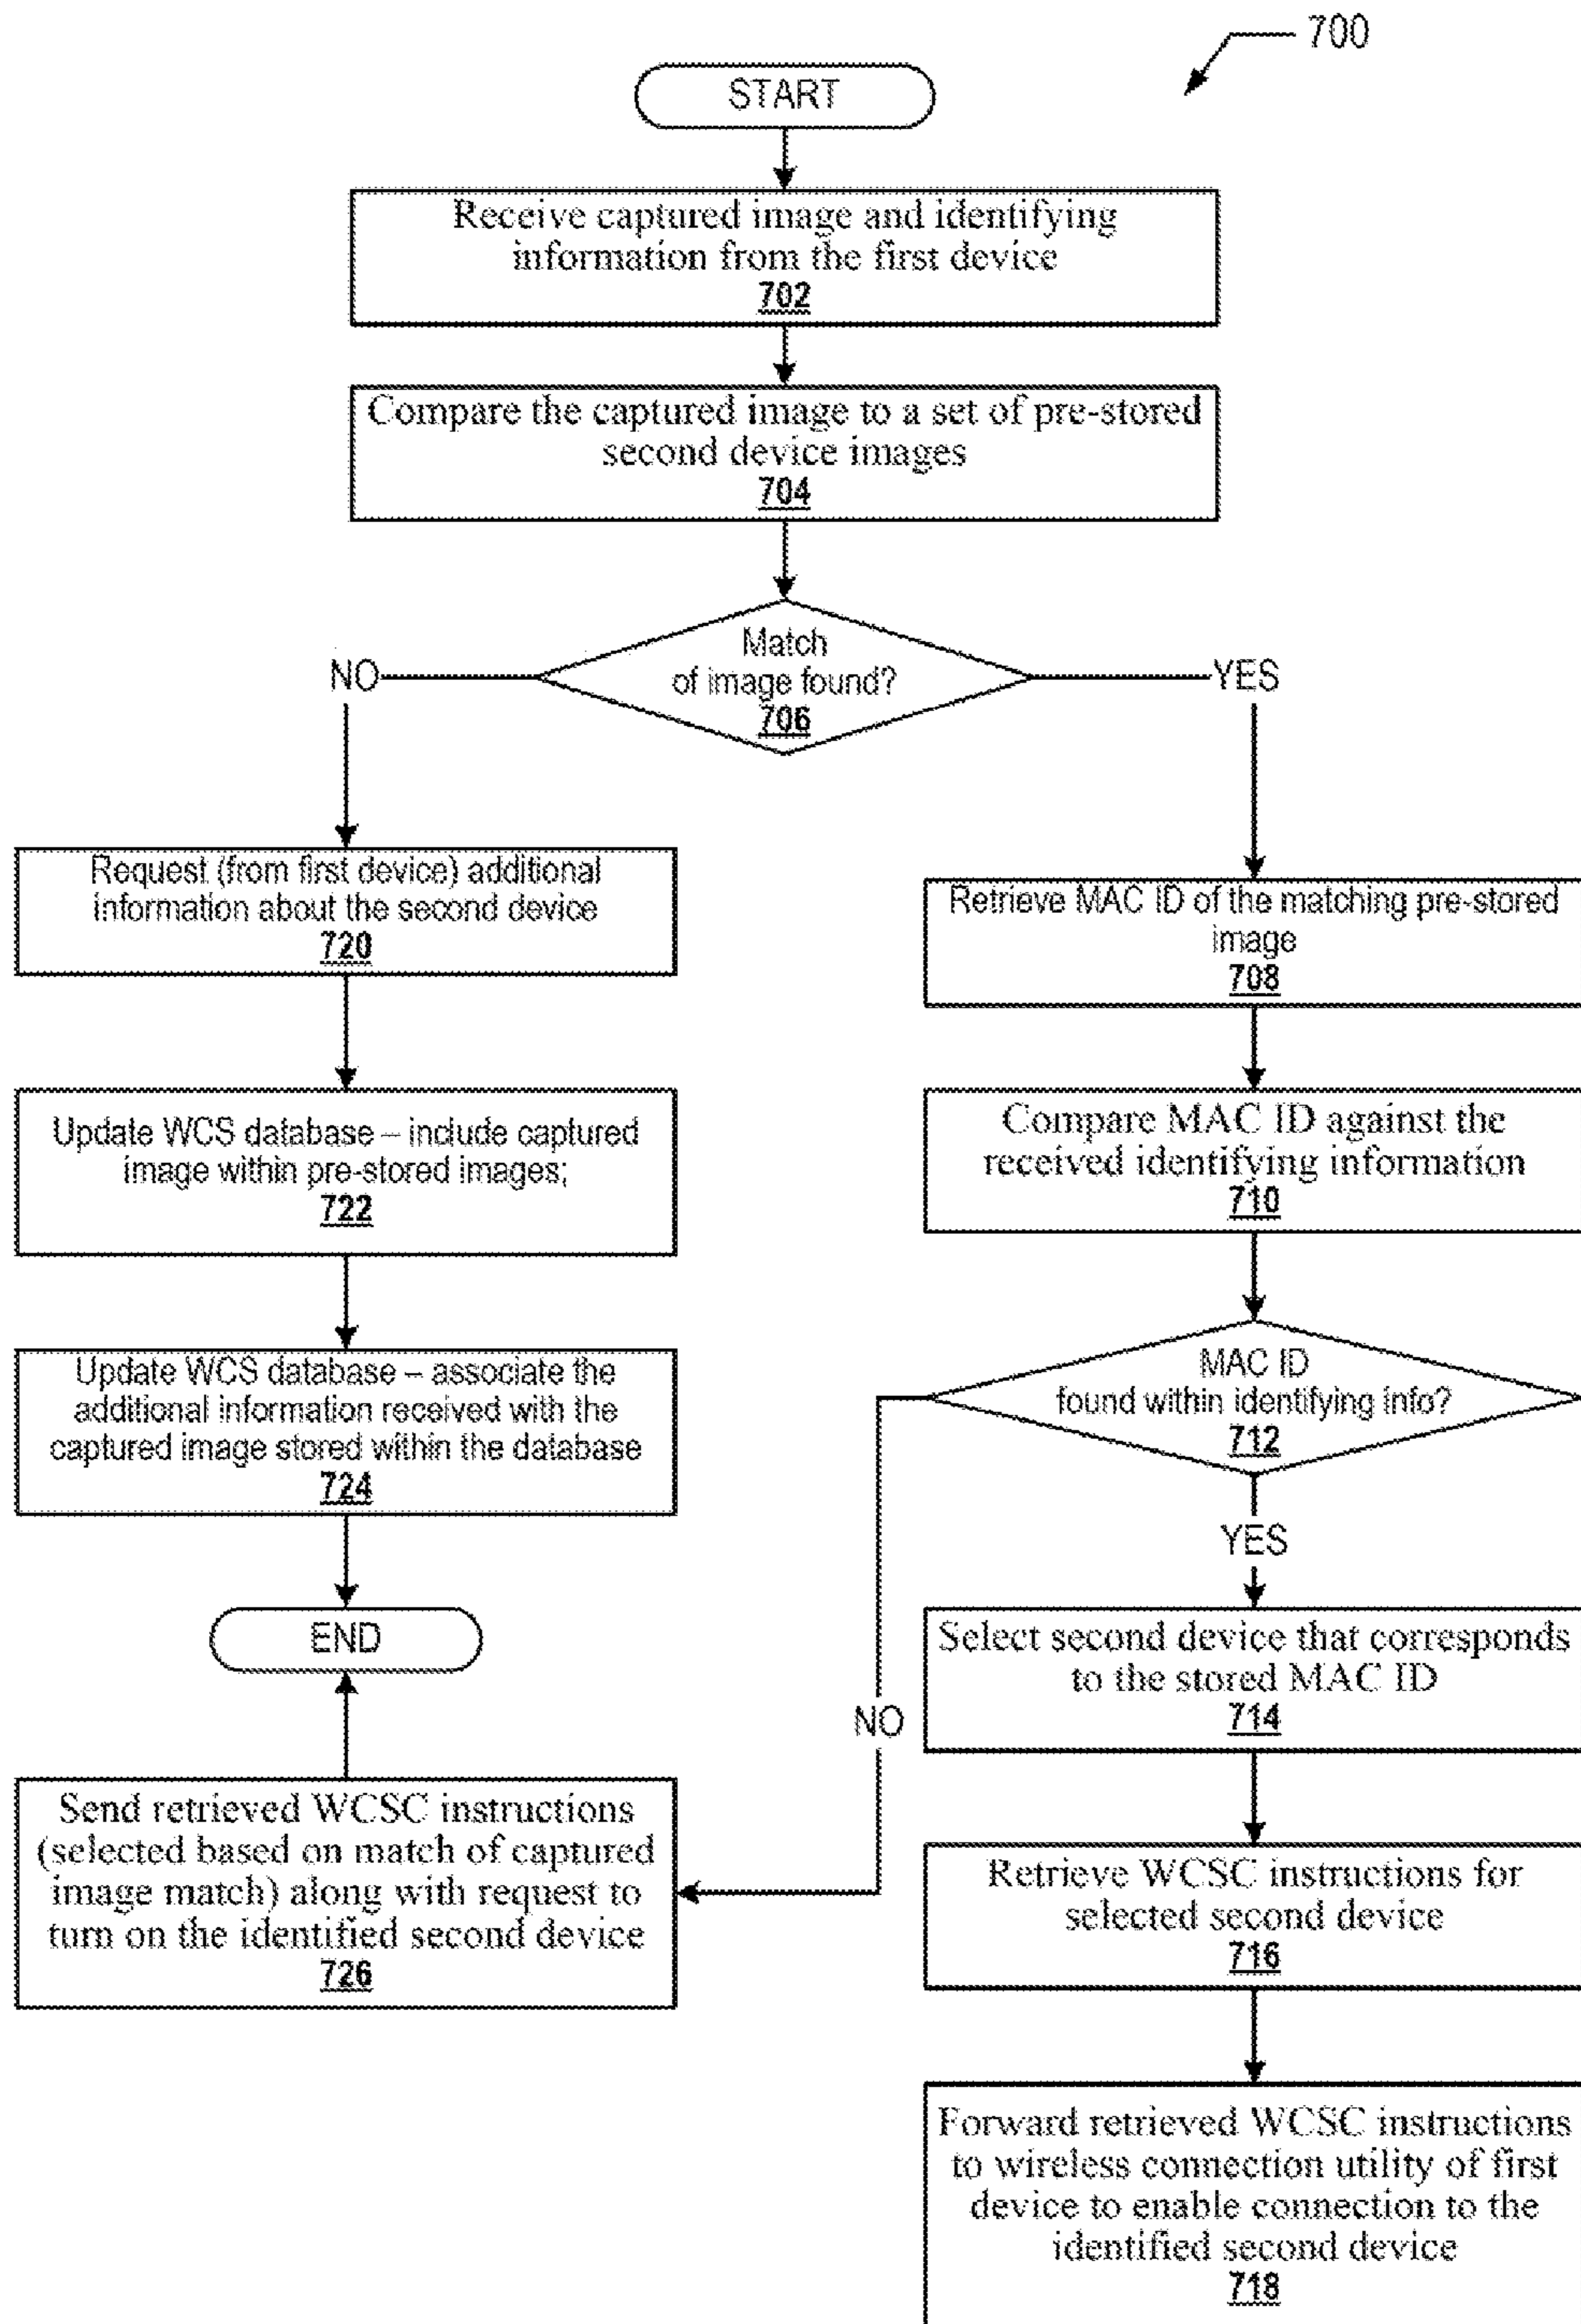 700
START
Receive captured image and identifying
information from the first device
702
Compare the captured image to a set of pre-stored
second device images
704
Match
of image found?
706
NO
YES
Request (from first device) additional
information about the second device
720
Retrieve MAC ID of the matching pre-stored
image
708
Update WCS database – include captured
image within pre-stored images;
722
Compare MAC ID against the
received identifying information
710
Update WCS database – associate the
additional information received with the
captured image stored within the database
724
MAC ID
found within identifying info?
712
YES
END
Select second device that corresponds
to the stored MAC ID
714
NO
Send retrieved WCSC instructions
(selected based on match of captured
image match) along with request to
turn on the identified second device
726
Retrieve WCSC instructions for
selected second device
716
Forward retrieved WCSC instructions
to wireless connection utility of first
device to enable connection to the
identified second device
718